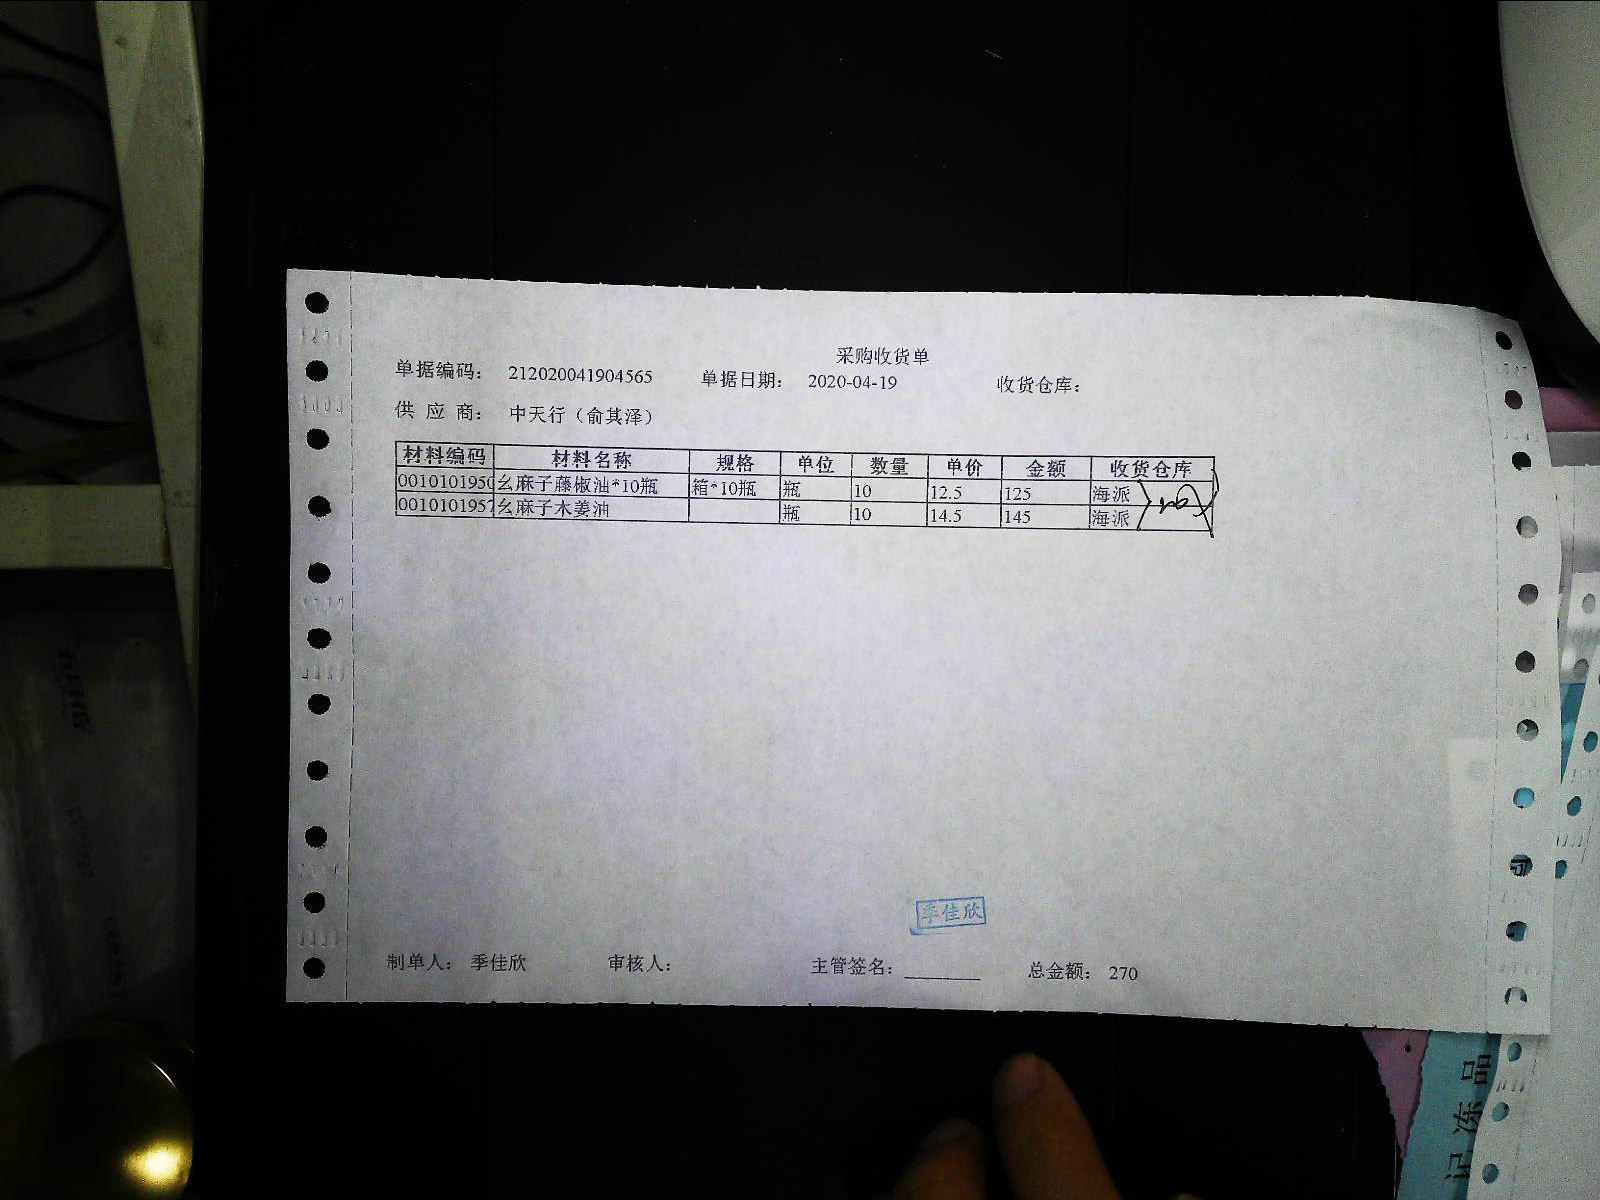 采购收货单
单据编码： 212020041904565 单据日期： 2020-04-19 收货仓库：
供 应 商： 中天行（俞其泽）
材料编码 材料名称 规格 单位 数量 单价 金额 收货仓库
0010101950 幺麻子藤椒油*10瓶 箱*10瓶 瓶 10 12.5 125 海派
0010101957 幺麻子木姜油 瓶 10 14.5 145 海派
季佳欣
制单人： 季佳欣 审核人： 主管签名： 总金额： 270
记冻品